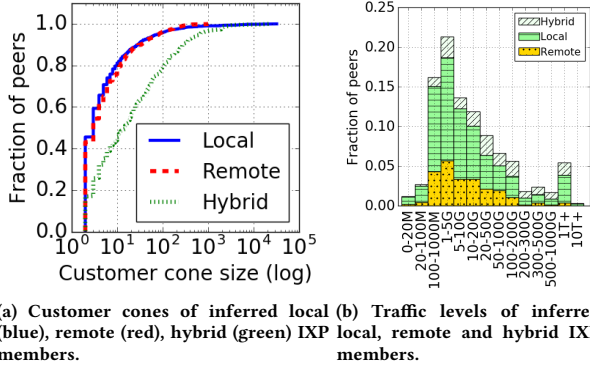 Fraction of peers
1.0
0.8
0.6
0.4
0.2
0.0
Local
Remote
Hybrid
10^0 10^1 10^2 10^3 10^4 10^5
Customer cone size (log)
Fraction of peers
0.25
0.20
0.15
0.10
0.05
0.00
Hybrid
Local
Remote
0-20M
20-100M
100-1000M
1-5G
5-10G
10-20G
20-50G
50-100G
100-200G
200-300G
300-500G
500-1000G
1T+
10T+
(a) Customer cones of inferred local
(blue), remote (red), hybrid (green) IXP
members.
(b) Traffic levels of inferre
local, remote and hybrid IX
members.